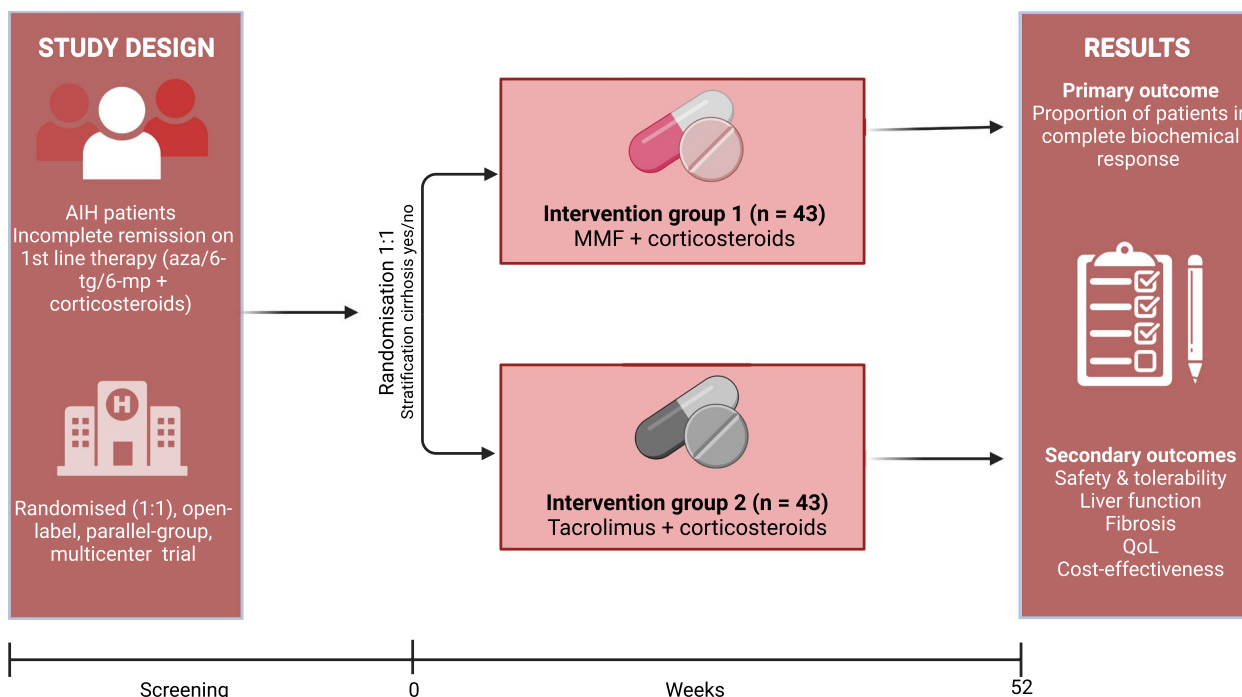 STUDY DESIGN
AIH patients
Incomplete remission on
1st line therapy (aza/6-
tg/6-mp +
corticosteroids)
H
Randomised (1:1), open-
label, parallel-group,
multicenter trial
Randomisation 1:1
Stratification cirrhosis yes/no
Intervention group 1 (n = 43)
MMF + corticosteroids
Intervention group 2 (n = 43)
Tacrolimus + corticosteroids
RESULTS
Primary outcome
Proportion of patients in
complete biochemical
response
Secondary outcomes
Safety & tolerability
Liver function
Fibrosis
QoL
Cost-effectiveness
Screening
0
Weeks
52